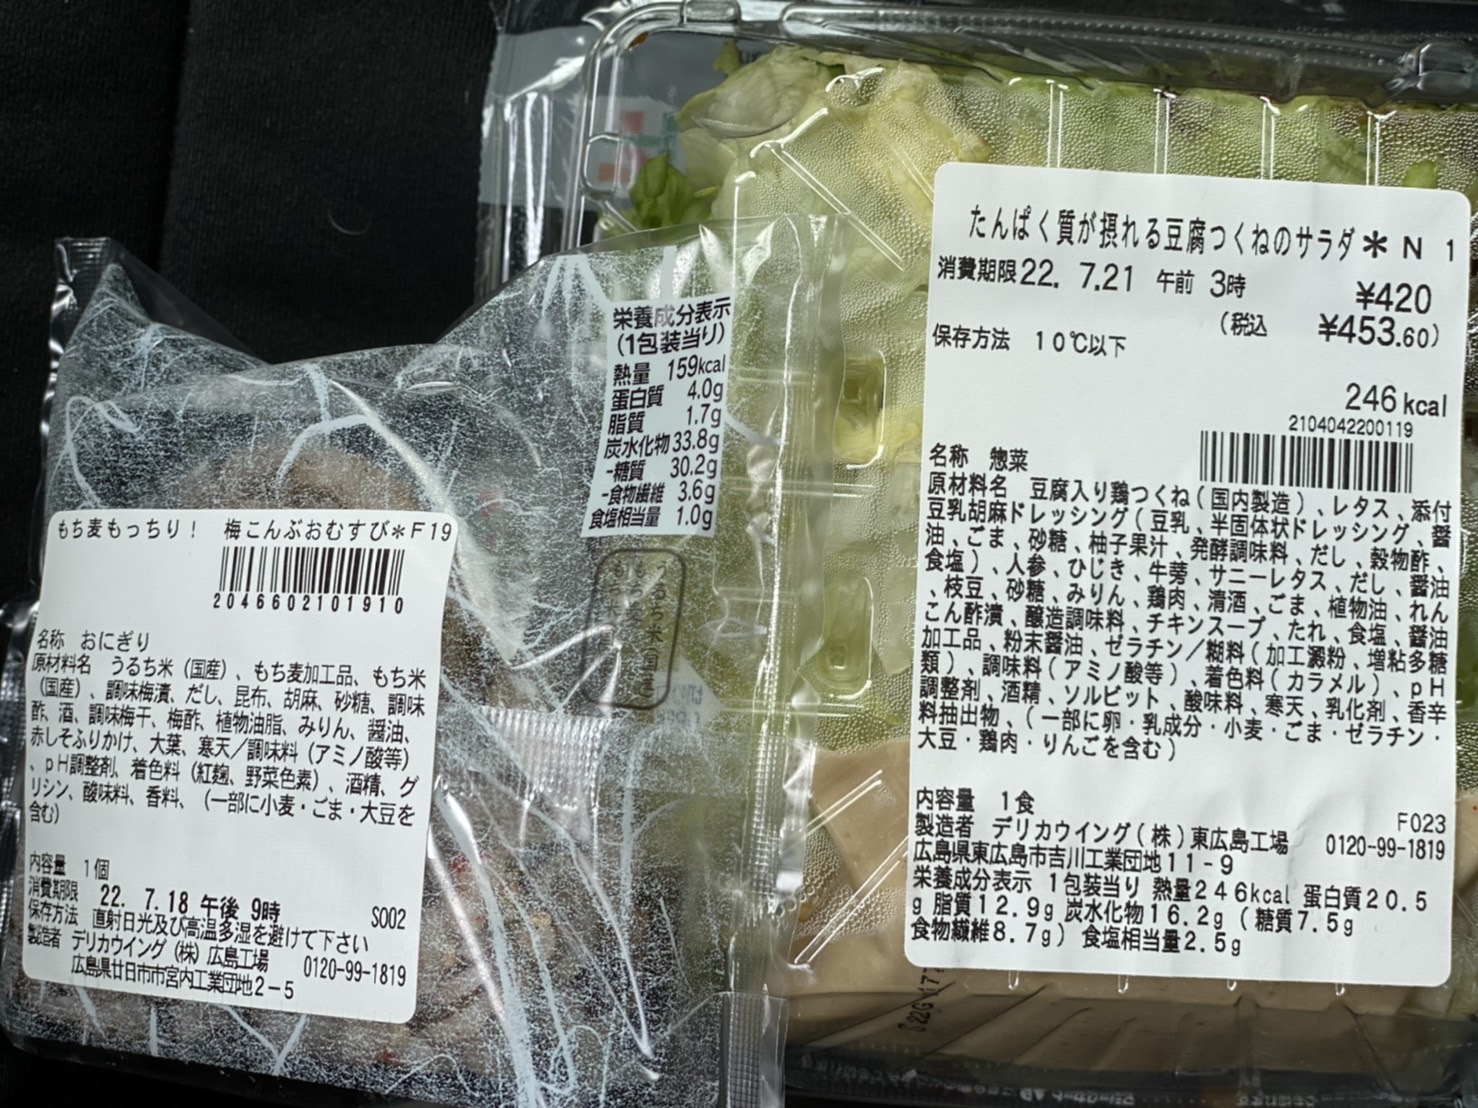 もち麦もっちり! 梅こんぶおむすび*F19
2046602101910
名称 おにぎり
原材料名 うるち米(国産)、もち麦加工品、もち米
(国産)、調味梅漬、だし、昆布、胡麻、砂糖、調味
酢、酒、調味梅干、梅酢、植物油脂、みりん、醤油、
赤しそふりかけ、大葉、寒天/調味料(アミノ酸等)
、pH調整剤、着色料(紅麹、野菜色素)、酒精、グ
リシン、酸味料、香料、(一部に小麦・ごま・大豆を
含む)
内容量 1個
消費期限 22. 7.18 午後 9時 S002
保存方法 直射日光及び高温多湿を避けて下さい
製造者 デリカウイング(株)広島工場 0120-99-1819
広島県廿日市市宮内工業団地2-5
栄養成分表示
(1包装当り)
熱量 159kcal
蛋白質 4.0g
脂質 1.7g
炭水化物 33.8g
-糖質 30.2g
-食物繊維 3.6g
食塩相当量 1.0g
たんぱく質が摂れる豆腐つくねのサラダ*N 1
消費期限22. 7.21 午前 3時 ¥420
(税込 ¥453.60)
保存方法 10℃以下
246kcal
2104042200119
名称 惣菜
原材料名 豆腐入り鶏つくね(国内製造)、レタス、添付
豆乳胡麻ドレッシング(豆乳、半固体状ドレッシング、醤
油、ごま、砂糖、柚子果汁、発酵調味料、だし、穀物酢、
食塩)、人参、ひじき、牛蒡、サニーレタス、だし、醤油
、枝豆、砂糖、みりん、鶏肉、清酒、ごま、植物油、れん
こん酢漬、醸造調味料、チキンスープ、たれ、食塩、醤油
加工品、粉末醤油、ゼラチン/糊料(加工澱粉、増粘多糖
類)、調味料(アミノ酸等)、着色料(カラメル)、pH
調整剤、酒精、ソルビット、酸味料、寒天、乳化剤、香辛
料抽出物、(一部に卵・乳成分・小麦・ごま・ゼラチン・
大豆・鶏肉・りんごを含む)
内容量 1食 F023
製造者 デリカウイング(株)東広島工場 0120-99-1819
広島県東広島市吉川工業団地11-9
栄養成分表示 1包装当り 熱量246kcal 蛋白質20.5
g 脂質12.9g 炭水化物16.2g (糖質7.5g
食物繊維8.7g) 食塩相当量2.5g